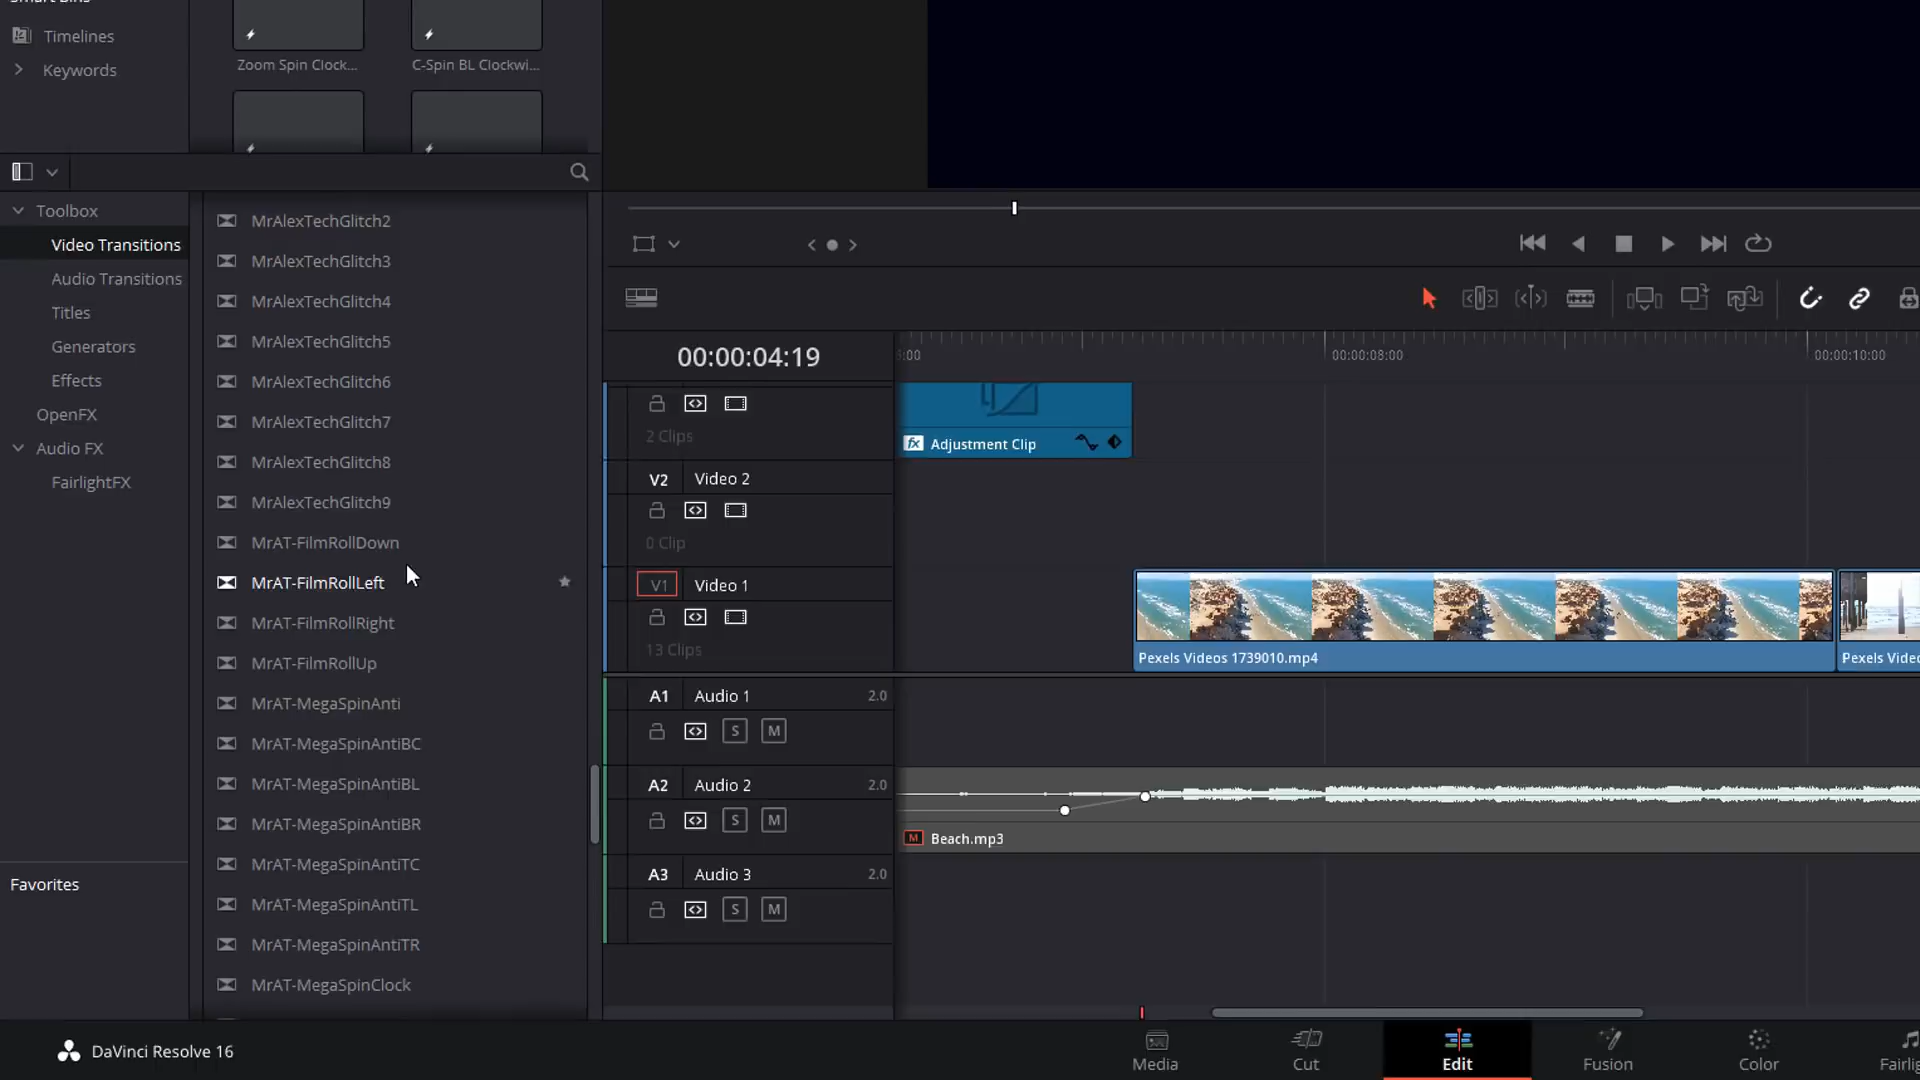 Timelines
Keywords
Zoom Spin Clock...
C-Spin BL Clockwi...
Toolbox
Video Transitions
Audio Transitions
Titles
Generators
Effects
OpenFX
Audio FX
FairlightFX
Favorites
MrAlexTechGlitch2
MrAlexTechGlitch3
MrAlexTechGlitch4
MrAlexTechGlitch5
MrAlexTechGlitch6
MrAlexTechGlitch7
MrAlexTechGlitch8
MrAlexTechGlitch9
MrAT-FilmRollDown
MrAT-FilmRollLeft
MrAT-FilmRollRight
MrAT-FilmRollUp
MrAT-MegaSpinAnti
MrAT-MegaSpinAntiBC
MrAT-MegaSpinAntiBL
MrAT-MegaSpinAntiBR
MrAT-MegaSpinAntiTC
MrAT-MegaSpinAntiTL
MrAT-MegaSpinAntiTR
MrAT-MegaSpinClock
00:00:04:19
00:00:08:00
00:00:10:00
2 Clips
fx Adjustment Clip
V2 Video 2
0 Clip
V1 Video 1
13 Clips
Pexels Videos 1739010.mp4
A1 Audio 1 2.0
S M
A2 Audio 2 2.0
S M
M Beach.mp3
A3 Audio 3 2.0
S M
DaVinci Resolve 16
Media
Cut
Edit
Fusion
Color